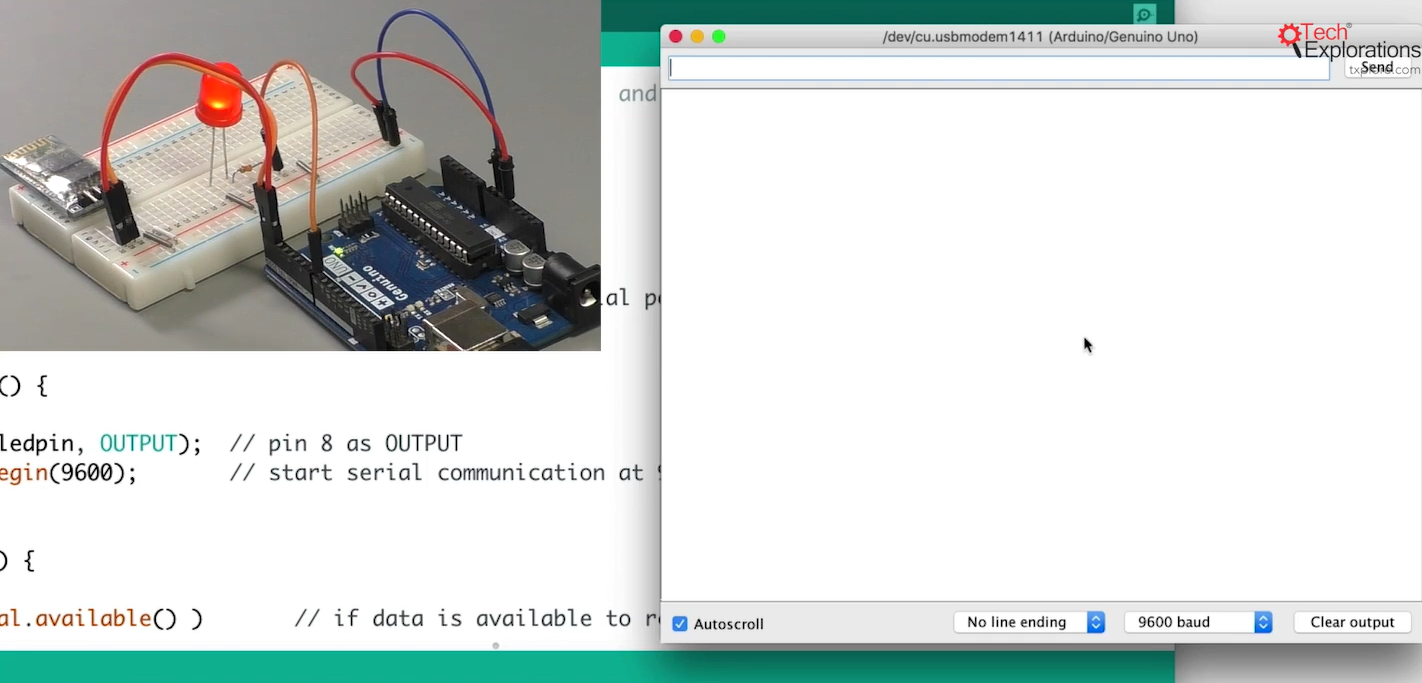 /dev/cu.usbmodem1411 (Arduino/Genuino Uno)
Tech
Explorations
txplore.com
Send
and
al
() {
ledpin, OUTPUT); // pin 8 as OUTPUT
egin(9600); // start serial communication at
) {
al.available() ) // if data is available to
Autoscroll
No line ending
9600 baud
Clear output
Genuino
UNO